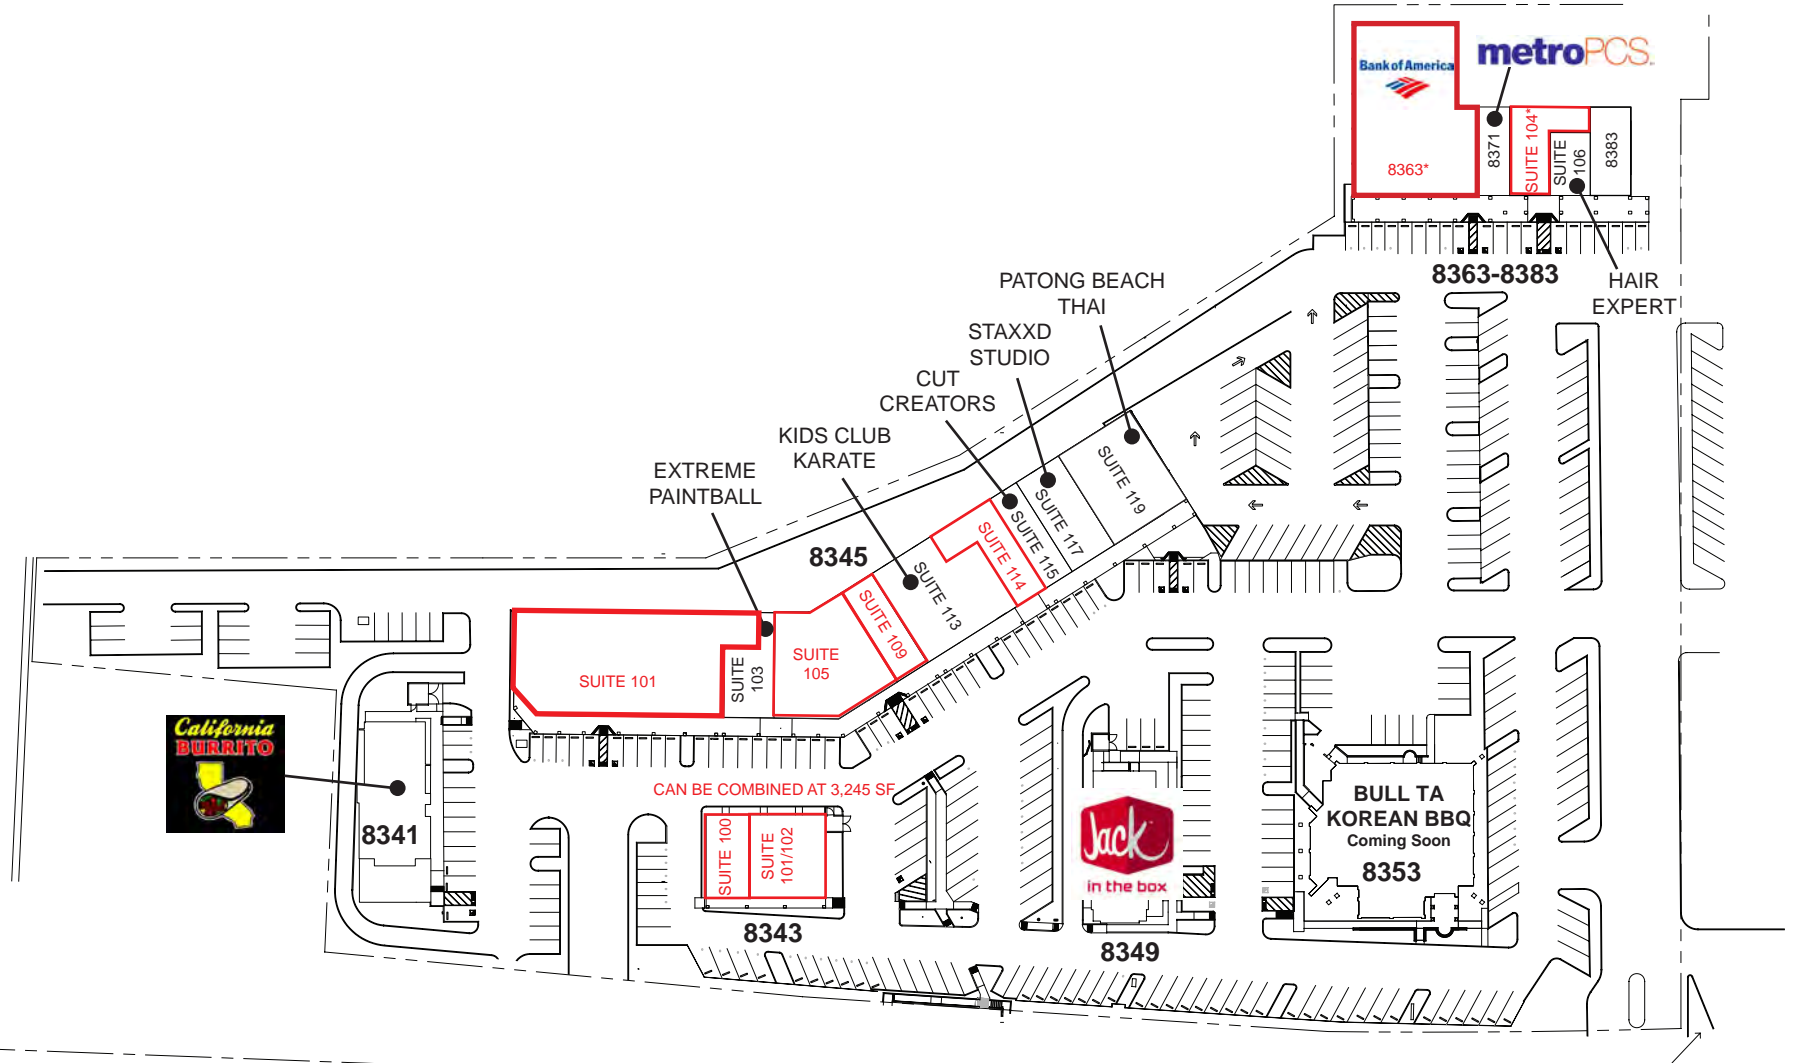 Bank of America
metroPCS.
8363*
8371
SUITE 104*
SUITE
106
8383
8363-8383
HAIR
EXPERT
PATONG BEACH
THAI
STAXXD
STUDIO
CUT
CREATORS
KIDS CLUB
KARATE
EXTREME
PAINTBALL
8345
SUITE 119
SUITE 117
SUITE 115
SUITE 114
SUITE 113
SUITE 109
SUITE
105
SUITE
103
SUITE 101
California
BURRITO
8341
CAN BE COMBINED AT 3,245 SF
SUITE 100
SUITE
101/102
8343
Jack
in the box
8349
BULL TA
KOREAN BBQ
Coming Soon
8353